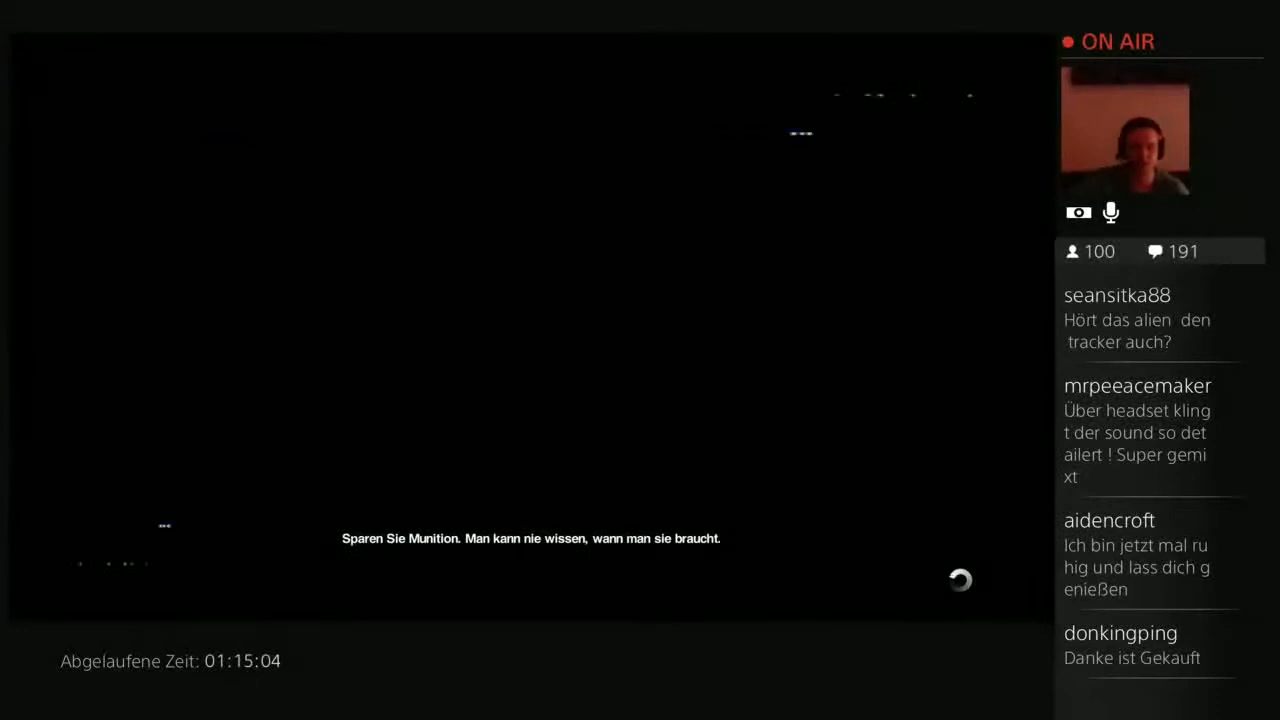 ON AIR
100 191
seansitka88
Hört das alien den
tracker auch?
mrpeeacemaker
Über headset kling
t der sound so det
ailert ! Super gemi
xt
aidencroft
Ich bin jetzt mal ru
hig und lass dich g
enießen
donkingping
Danke ist Gekauft
Sparen Sie Munition. Man kann nie wissen, wann man sie braucht.
Abgelaufene Zeit: 01:15:04